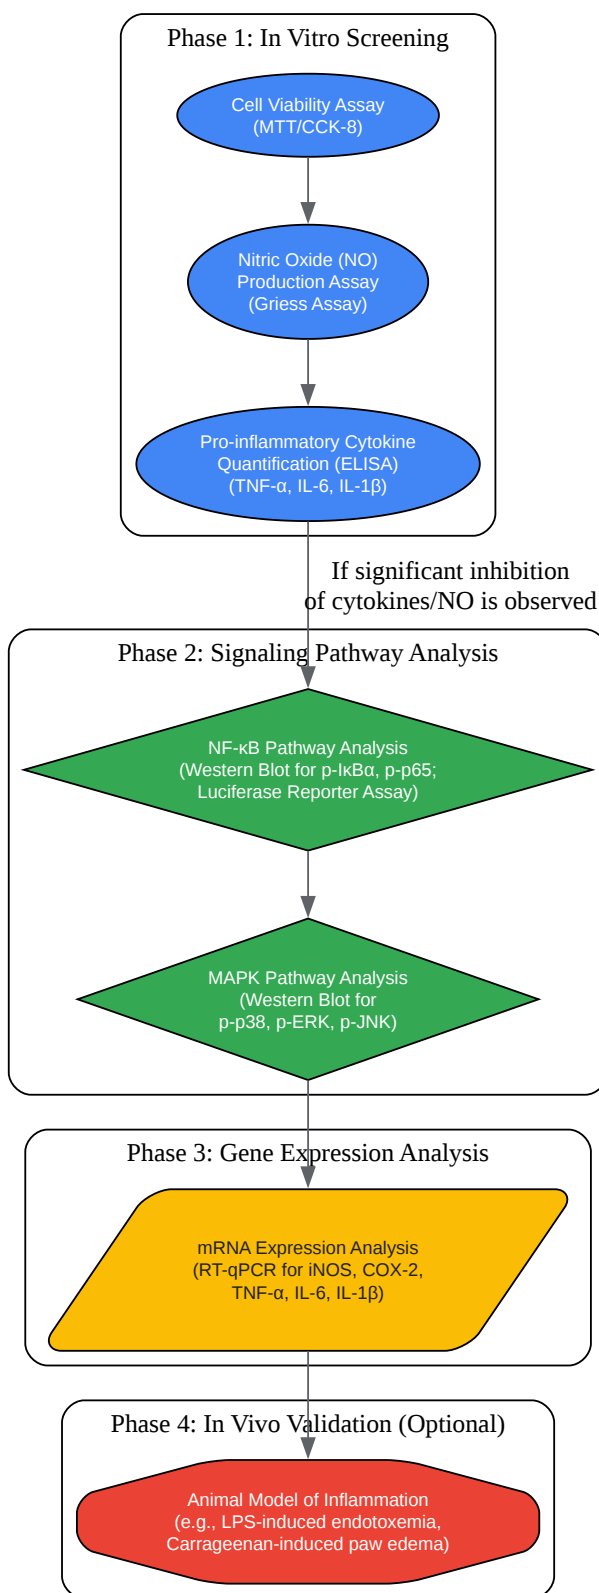 Phase 1: In Vitro Screening
Cell Viability Assay
(MTT/CCK-8)
Nitric Oxide (NO)
Production Assay
(Griess Assay)
Pro-inflammatory Cytokine
Quantification (ELISA)
(TNF-α, IL-6, IL-1β)
If significant inhibition
of cytokines/NO is observed
Phase 2: Signaling Pathway Analysis
NF-κB Pathway Analysis
(Western Blot for p-IκBα, p-p65;
Luciferase Reporter Assay)
MAPK Pathway Analysis
(Western Blot for
p-p38, p-ERK, p-JNK)
Phase 3: Gene Expression Analysis
mRNA Expression Analysis
(RT-qPCR for iNOS, COX-2,
TNF-α, IL-6, IL-1β)
Phase 4: In Vivo Validation (Optional)
Animal Model of Inflammation
(e.g., LPS-induced endotoxemia,
Carrageenan-induced paw edema)